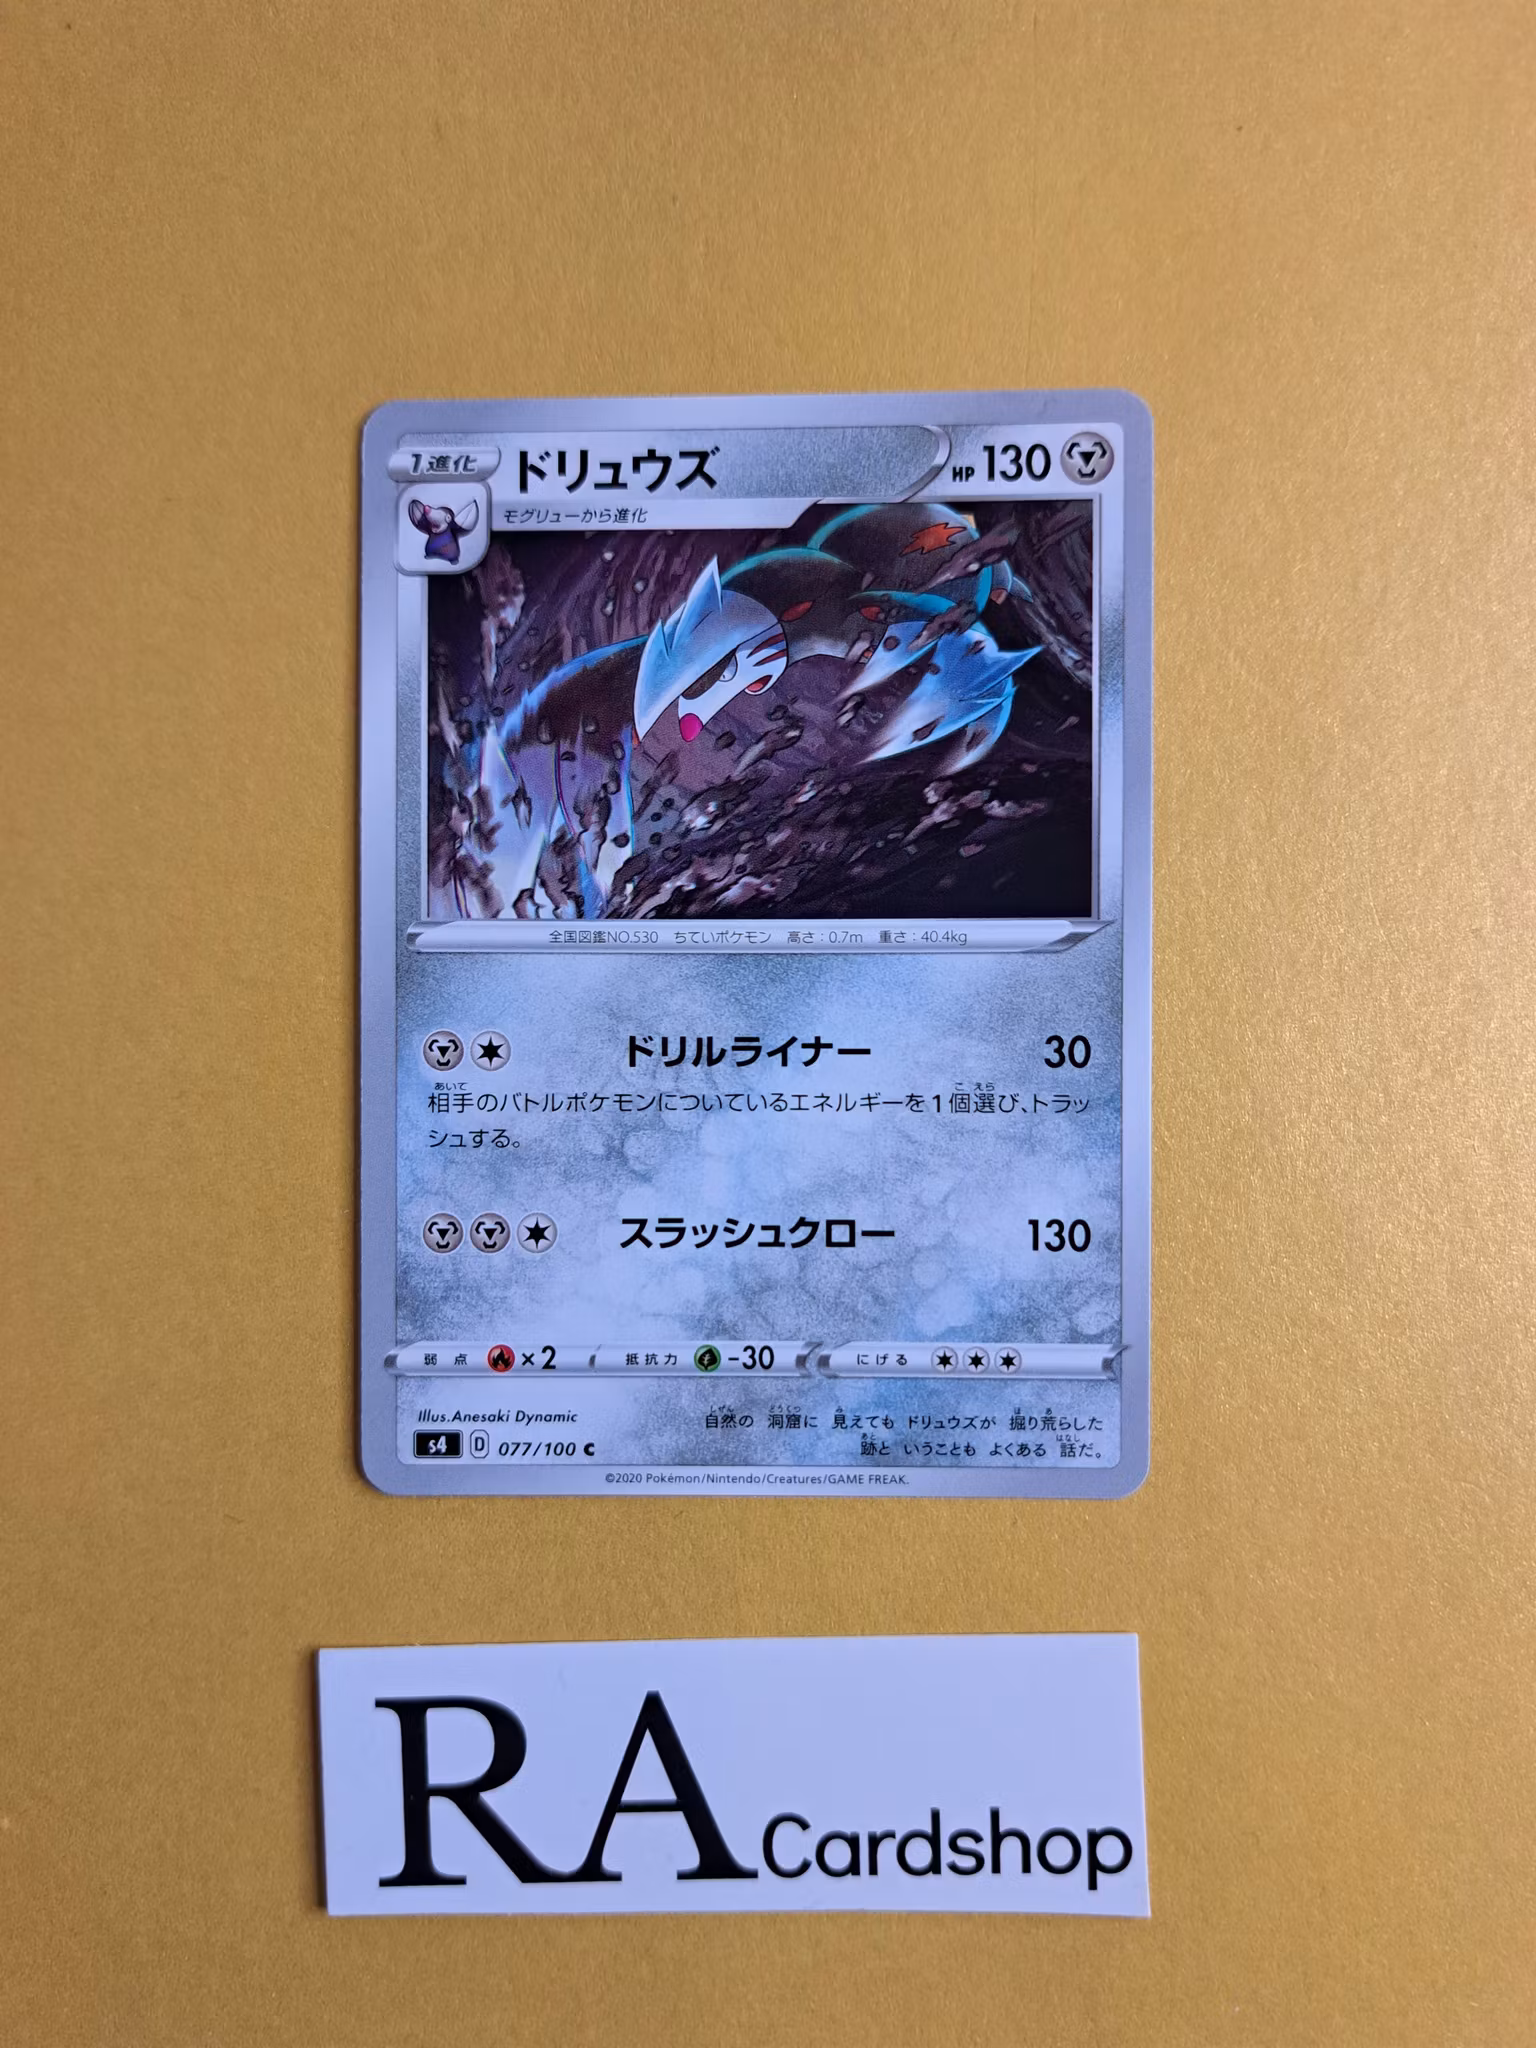 1進化
ドリュウズ
HP 130
モグリューから進化
全国図鑑NO.530 ちていポケモン 高さ:0.7m 重さ:40.4kg
ドリルライナー 30
相手のバトルポケモンについているエネルギーを1個選び、トラッ
シュする。
スラッシュクロー 130
弱点 ×2 抵抗力 -30 にげる
Illus.Anesaki Dynamic
s4 D 077/100 C
自然の 洞窟に 見えても ドリュウズが 掘り荒らした
跡と いうことも よくある 話だ。
©2020 Pokémon/Nintendo/Creatures/GAME FREAK.
RA Cardshop